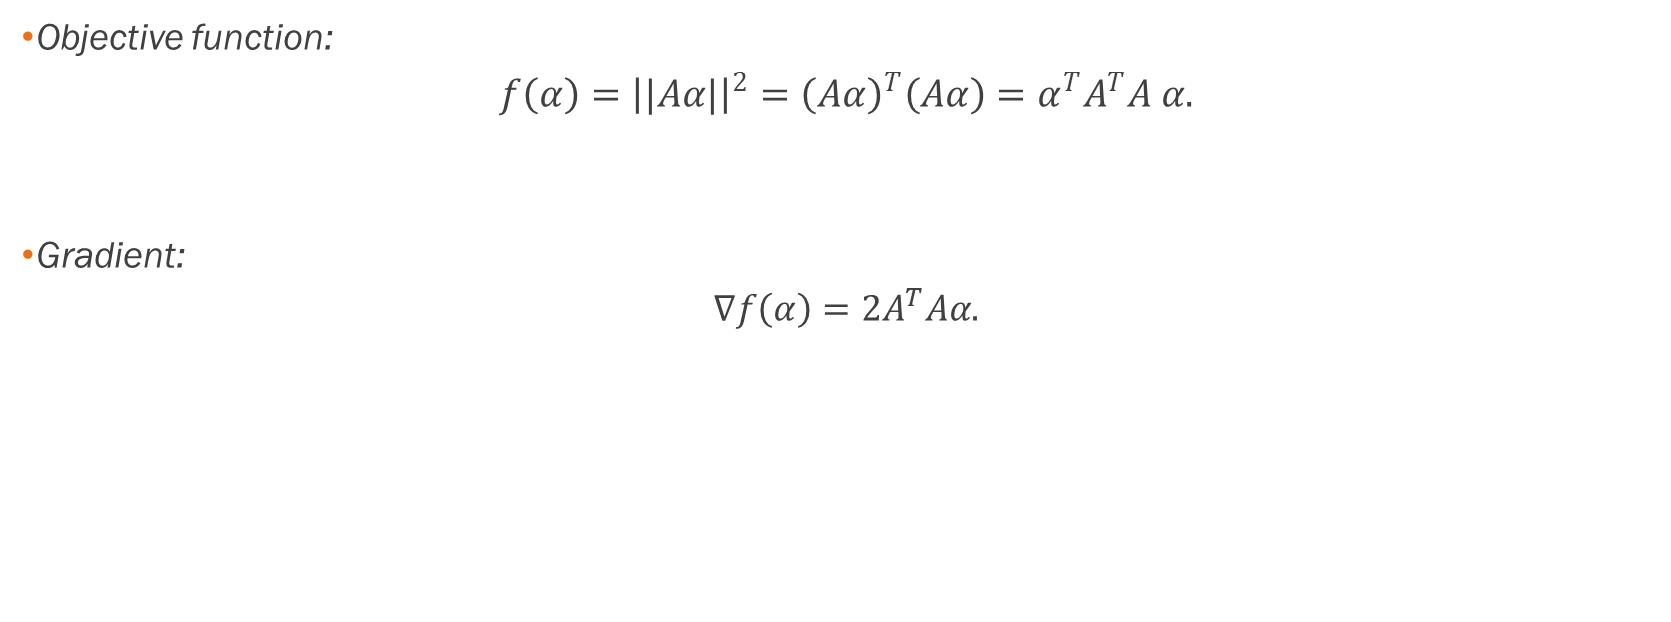 •Objective function:
f(α) = ||Aα||² = (Aα)ᵀ(Aα) = αᵀAᵀA α.
•Gradient:
∇f(α) = 2AᵀAα.